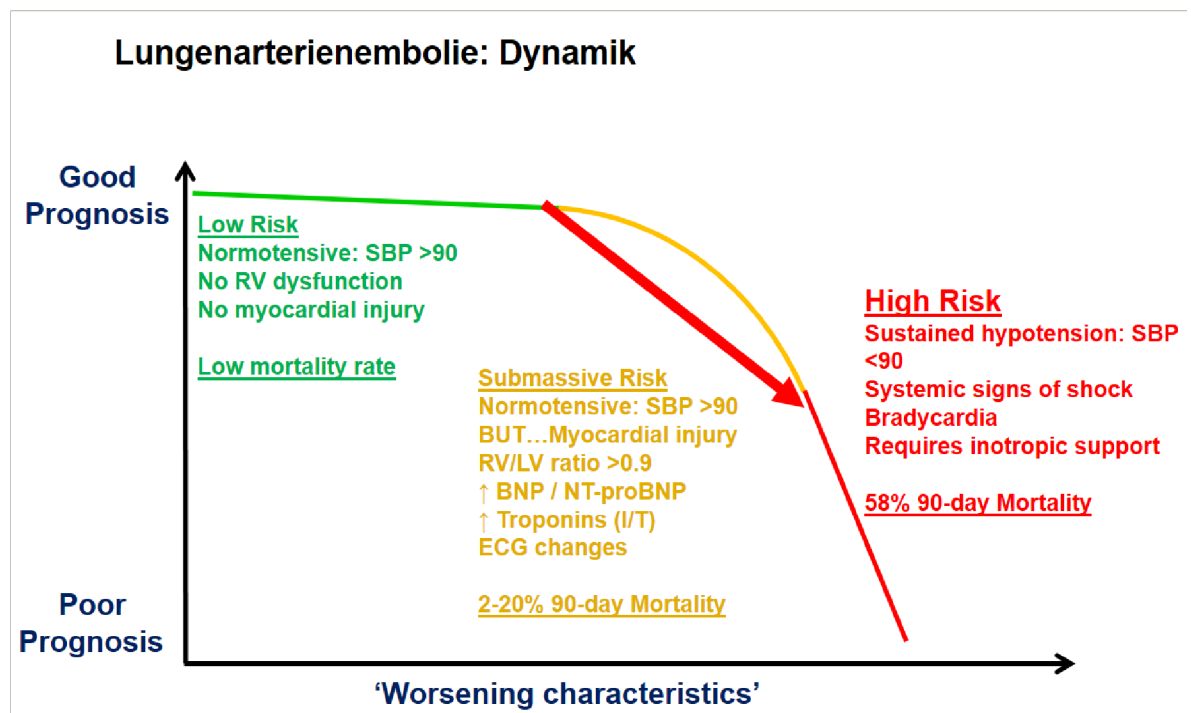 Lungenarterienembolie: Dynamik
Good
Prognosis
Low Risk
Normotensive: SBP >90
No RV dysfunction
No myocardial injury
Low mortality rate
Submassive Risk
Normotensive: SBP >90
BUT…Myocardial injury
RV/LV ratio >0.9
↑ BNP / NT-proBNP
↑ Troponins (I/T)
ECG changes
2-20% 90-day Mortality
High Risk
Sustained hypotension: SBP
<90
Systemic signs of shock
Bradycardia
Requires inotropic support
58% 90-day Mortality
Poor
Prognosis
‘Worsening characteristics’